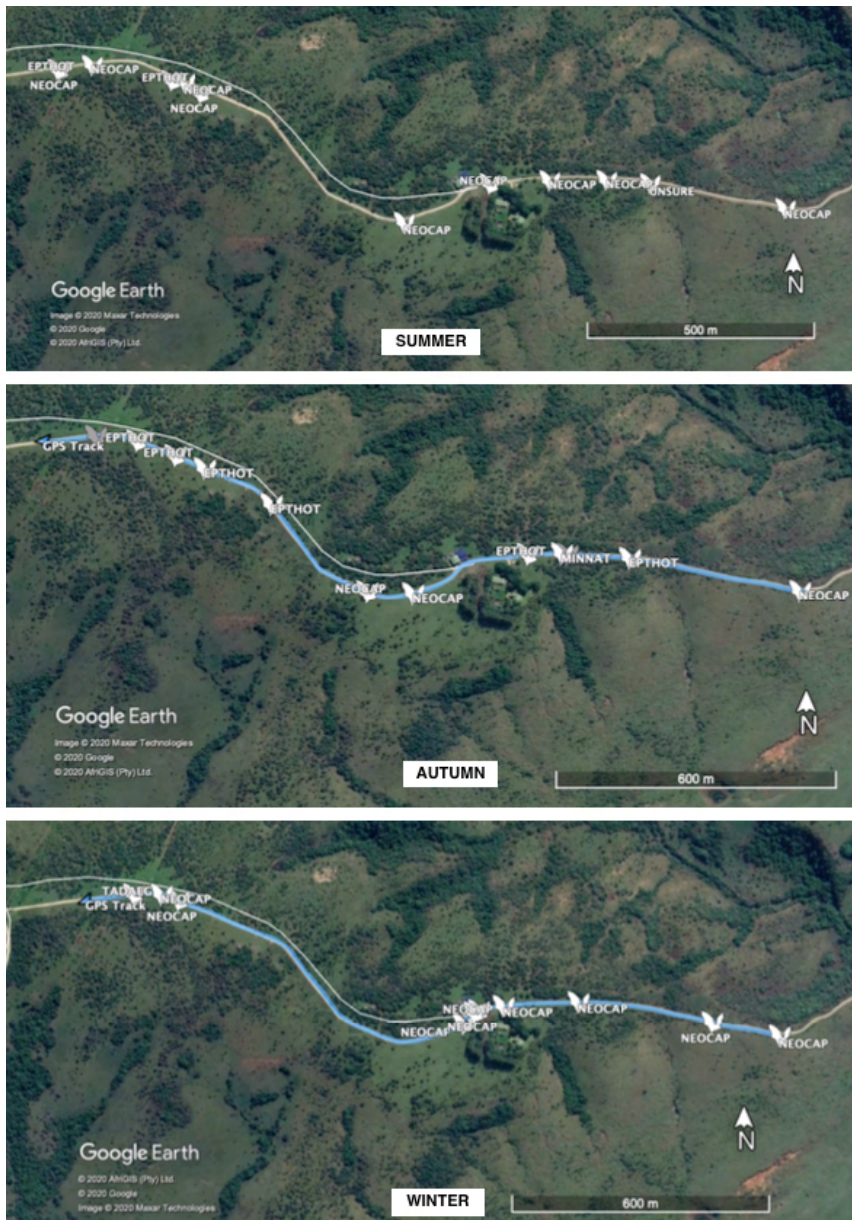 EPTHOT
NEOCAP
NEOCAP
EPTHOT
NEOCAP
NEOCAP
NEOCAP
NEOCAP
NEOCAP
NEOCAP
UNSURE
NEOCAP
Google Earth
Image © 2020 Maxar Technologies
© 2020 Google
© 2020 AfriGIS (Pty) Ltd.
SUMMER
N
500 m
GPS Track
EPTHOT
EPTHOT
EPTHOT
EPTHOT
NEOCAP
NEOCAP
EPTHOT
MINNAT
EPTHOT
NEOCAP
Google Earth
Image © 2020 Maxar Technologies
© 2020 Google
© 2020 AfriGIS (Pty) Ltd.
AUTUMN
N
600 m
TADAEG
GPS Track
NEOCAP
NEOCAP
NEOCAP
NEOCAP
NEOCAP
NEOCAP
NEOCAP
NEOCAP
NEOCAP
Google Earth
© 2020 AfriGIS (Pty) Ltd.
© 2020 Google
Image © 2020 Maxar Technologies
WINTER
N
600 m